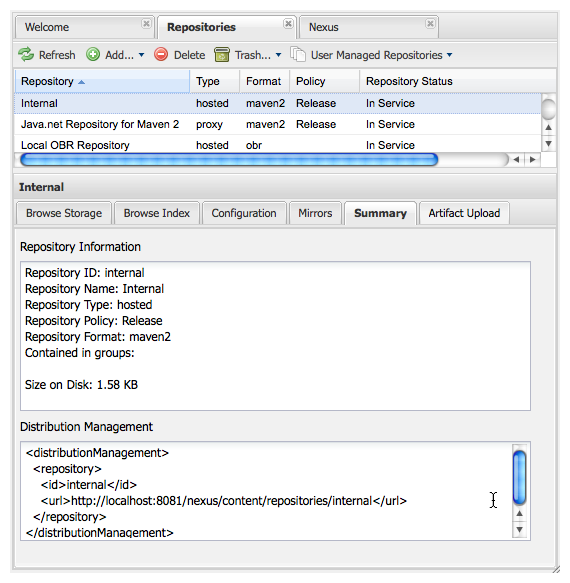 Welcome Repositories Nexus
Refresh Add... Delete Trash... User Managed Repositories
Repository Type Format Policy Repository Status
Internal hosted maven2 Release In Service
Java.net Repository for Maven 2 proxy maven2 Release In Service
Local OBR Repository hosted obr In Service
Internal
Browse Storage Browse Index Configuration Mirrors Summary Artifact Upload
Repository Information
Repository ID: internal
Repository Name: Internal
Repository Type: hosted
Repository Policy: Release
Repository Format: maven2
Contained in groups:
Size on Disk: 1.58 KB
Distribution Management
<distributionManagement>
<repository>
<id>internal</id>
<url>http://localhost:8081/nexus/content/repositories/internal</url>
</repository>
</distributionManagement>